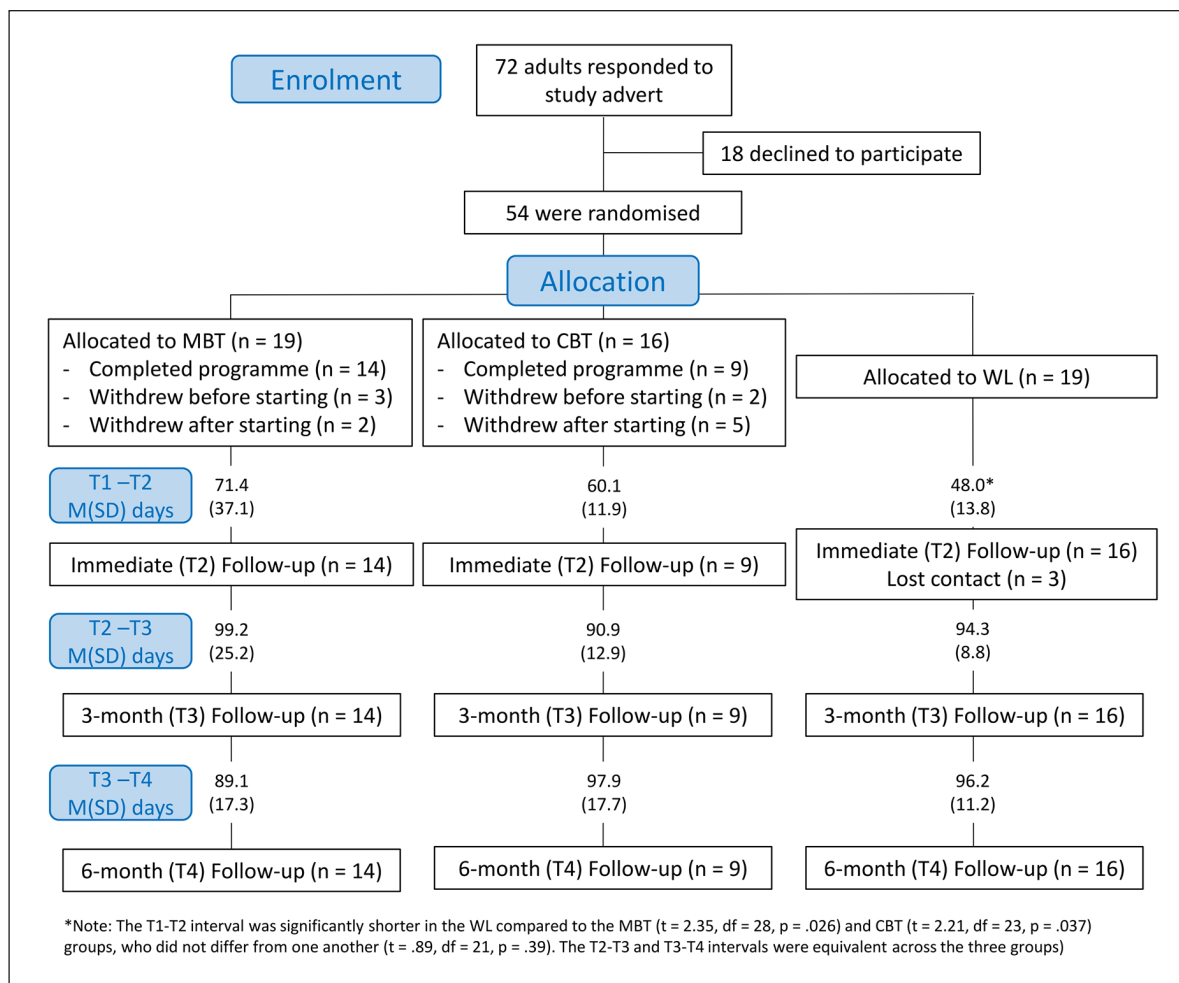 Enrolment
72 adults responded to
study advert
18 declined to participate
54 were randomised
Allocation
Allocated to MBT (n = 19)
- Completed programme (n = 14)
- Withdrew before starting (n = 3)
- Withdrew after starting (n = 2)
Allocated to CBT (n = 16)
- Completed programme (n = 9)
- Withdrew before starting (n = 2)
- Withdrew after starting (n = 5)
Allocated to WL (n = 19)
T1 –T2
M(SD) days
71.4
(37.1)
60.1
(11.9)
48.0*
(13.8)
Immediate (T2) Follow-up (n = 14)
Immediate (T2) Follow-up (n = 9)
Immediate (T2) Follow-up (n = 16)
Lost contact (n = 3)
T2 –T3
M(SD) days
99.2
(25.2)
90.9
(12.9)
94.3
(8.8)
3-month (T3) Follow-up (n = 14)
3-month (T3) Follow-up (n = 9)
3-month (T3) Follow-up (n = 16)
T3 –T4
M(SD) days
89.1
(17.3)
97.9
(17.7)
96.2
(11.2)
6-month (T4) Follow-up (n = 14)
6-month (T4) Follow-up (n = 9)
6-month (T4) Follow-up (n = 16)
*Note: The T1-T2 interval was significantly shorter in the WL compared to the MBT (t = 2.35, df = 28, p = .026) and CBT (t = 2.21, df = 23, p = .037)
groups, who did not differ from one another (t = .89, df = 21, p = .39). The T2-T3 and T3-T4 intervals were equivalent across the three groups)